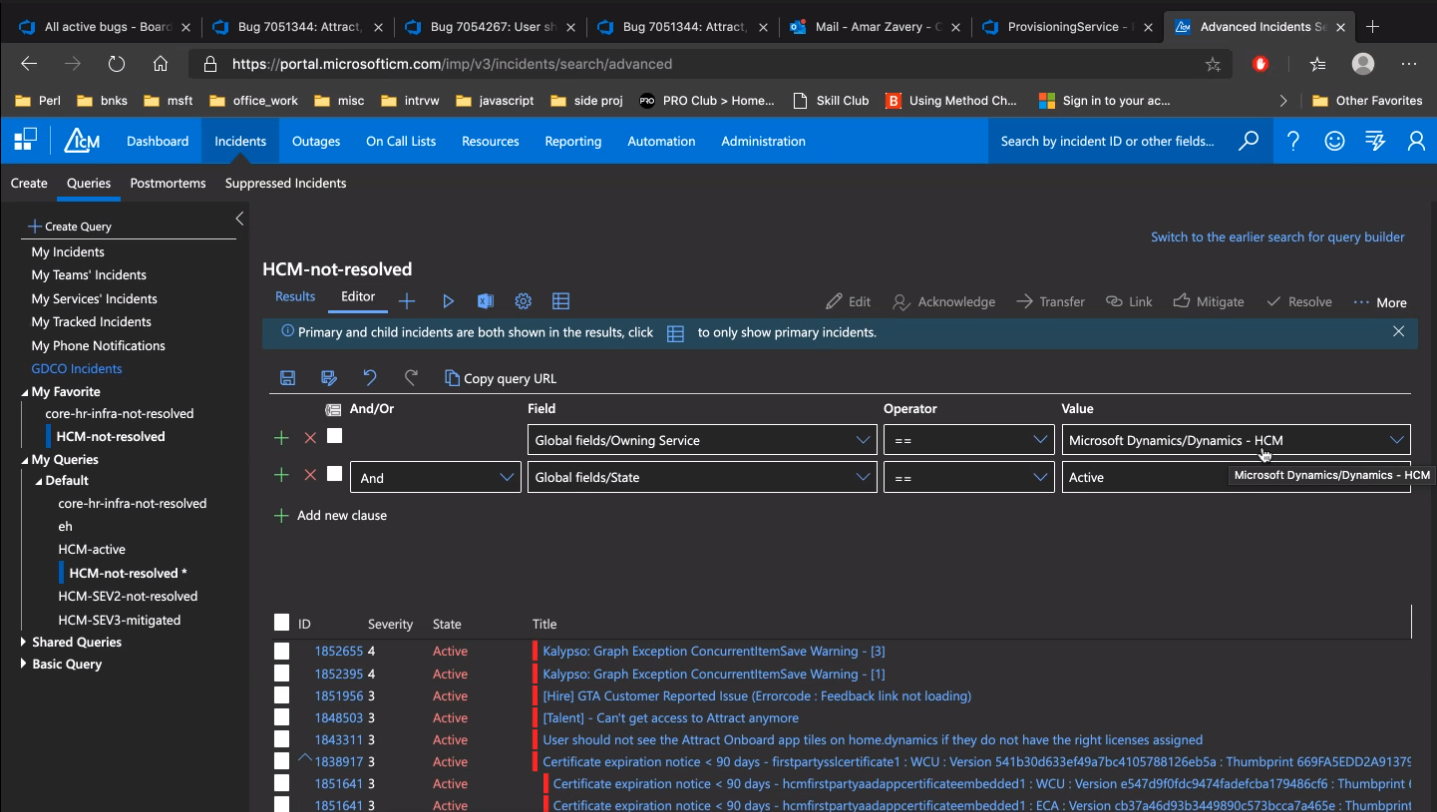 All active bugs - Board
Bug 7051344: Attract,
Bug 7054267: User sh
Bug 7051344: Attract,
Mail - Amar Zavery - C
ProvisioningService -
Advanced Incidents Se
https://portal.microsofticm.com/imp/v3/incidents/search/advanced
Perl bnks msft office_work misc intrvw javascript side proj PRO Club > Home... Skill Club Using Method Ch... Sign in to your ac... Other Favorites
IcM Dashboard Incidents Outages On Call Lists Resources Reporting Automation Administration Search by incident ID or other fields...
Create Queries Postmortems Suppressed Incidents
Create Query
My Incidents
My Teams' Incidents
My Services' Incidents
My Tracked Incidents
My Phone Notifications
GDCO Incidents
My Favorite
core-hr-infra-not-resolved
HCM-not-resolved
My Queries
Default
core-hr-infra-not-resolved
eh
HCM-active
HCM-not-resolved *
HCM-SEV2-not-resolved
HCM-SEV3-mitigated
Shared Queries
Basic Query
Switch to the earlier search for query builder
HCM-not-resolved
Results Editor Edit Acknowledge Transfer Link Mitigate Resolve ... More
Primary and child incidents are both shown in the results, click to only show primary incidents.
Copy query URL
And/Or Field Operator Value
Global fields/Owning Service == Microsoft Dynamics/Dynamics - HCM
And Global fields/State == Active
Microsoft Dynamics/Dynamics - HCM
Add new clause
ID Severity State Title
1852655 4 Active Kalypso: Graph Exception ConcurrentItemSave Warning - [3]
1852395 4 Active Kalypso: Graph Exception ConcurrentItemSave Warning - [1]
1851956 3 Active [Hire] GTA Customer Reported Issue (Errorcode : Feedback link not loading)
1848503 3 Active [Talent] - Can't get access to Attract anymore
1843311 3 Active User should not see the Attract Onboard app tiles on home.dynamics if they do not have the right licenses assigned
1838917 3 Active Certificate expiration notice < 90 days - firstpartysslcertificate1 : WCU : Version 541b30d633ef49a7bc4105788126eb5a : Thumbprint 669FA5EDD2A91379
1851641 3 Active Certificate expiration notice < 90 days - hcmfirstpartyaadappcertificateembedded1 : WCU : Version e547d9f0fdc9474fadefcba179486cf6 : Thumbprint
1851641 3 Active Certificate expiration notice < 90 days - hcmfirstpartyaadappcertificateembedded1 : ECA : Version cb37a46d93b3449890c573bcca7a465e : Thumbprint